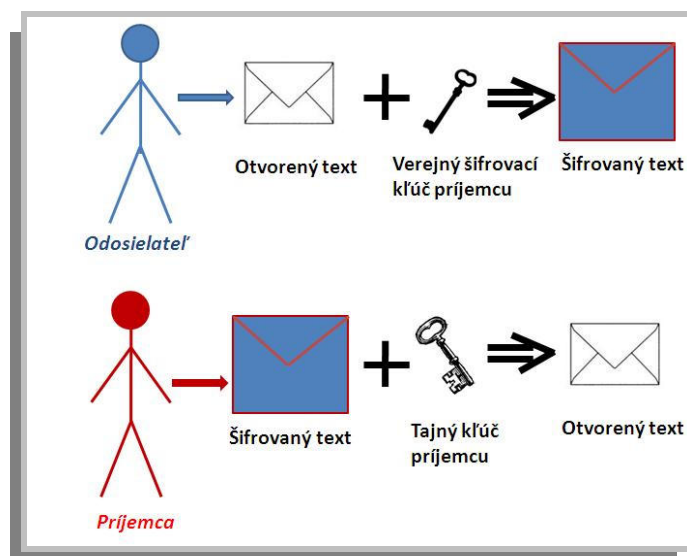 Otvorený text
Verejný šifrovací
kľúč príjemcu
Šifrovaný text
Odosielateľ
Šifrovaný text
Tajný kľúč
príjemcu
Otvorený text
Príjemca